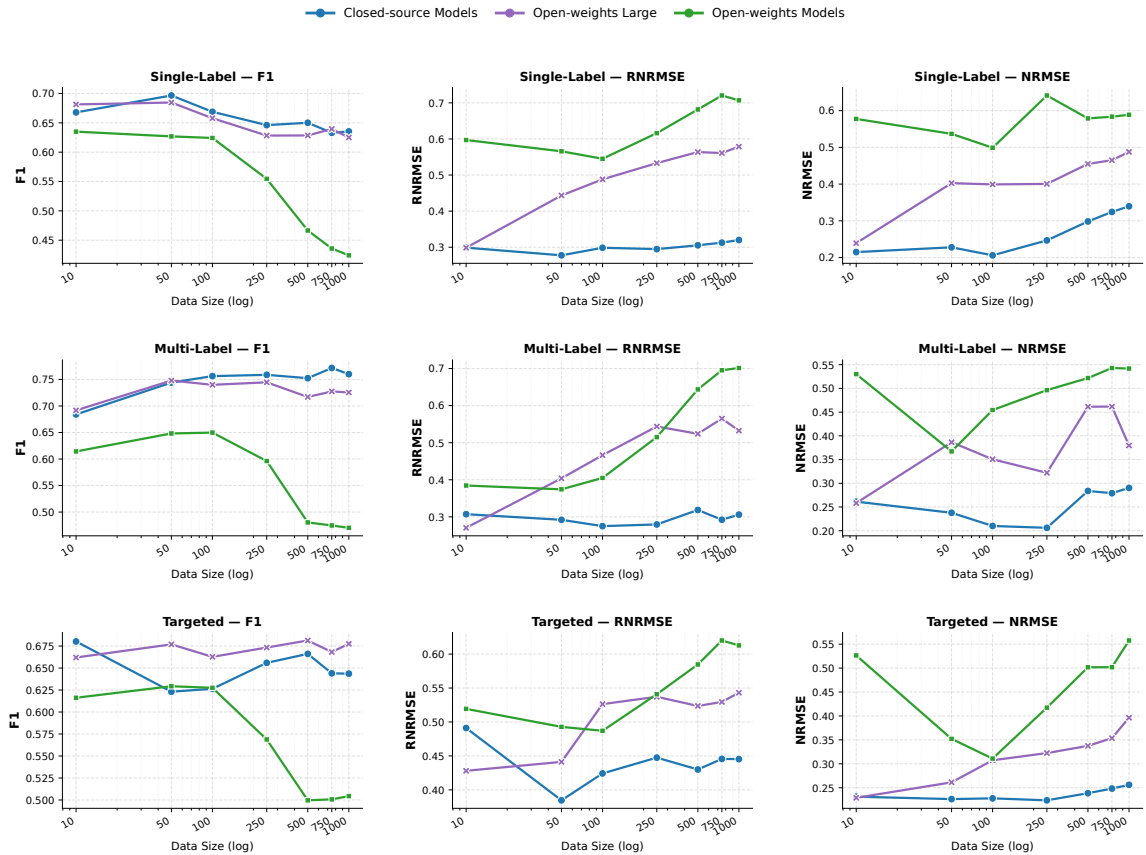 Closed-source Models Open-weights Large Open-weights Models
Single-Label — F1
0.70
0.65
0.60
0.55
0.50
0.45
F1
10 50 100 250 500 750 1000
Data Size (log)
Single-Label — RNRMSE
0.7
0.6
0.5
0.4
0.3
RNRMSE
10 50 100 250 500 750 1000
Data Size (log)
Single-Label — NRMSE
0.6
0.5
0.4
0.3
0.2
NRMSE
10 50 100 250 500 750 1000
Data Size (log)
Multi-Label — F1
0.75
0.70
0.65
0.60
0.55
0.50
F1
10 50 100 250 500 750 1000
Data Size (log)
Multi-Label — RNRMSE
0.7
0.6
0.5
0.4
0.3
RNRMSE
10 50 100 250 500 750 1000
Data Size (log)
Multi-Label — NRMSE
0.55
0.50
0.45
0.40
0.35
0.30
0.25
0.20
NRMSE
10 50 100 250 500 750 1000
Data Size (log)
Targeted — F1
0.675
0.650
0.625
0.600
0.575
0.550
0.525
0.500
F1
10 50 100 250 500 750 1000
Data Size (log)
Targeted — RNRMSE
0.60
0.55
0.50
0.45
0.40
RNRMSE
10 50 100 250 500 750 1000
Data Size (log)
Targeted — NRMSE
0.55
0.50
0.45
0.40
0.35
0.30
0.25
NRMSE
10 50 100 250 500 750 1000
Data Size (log)